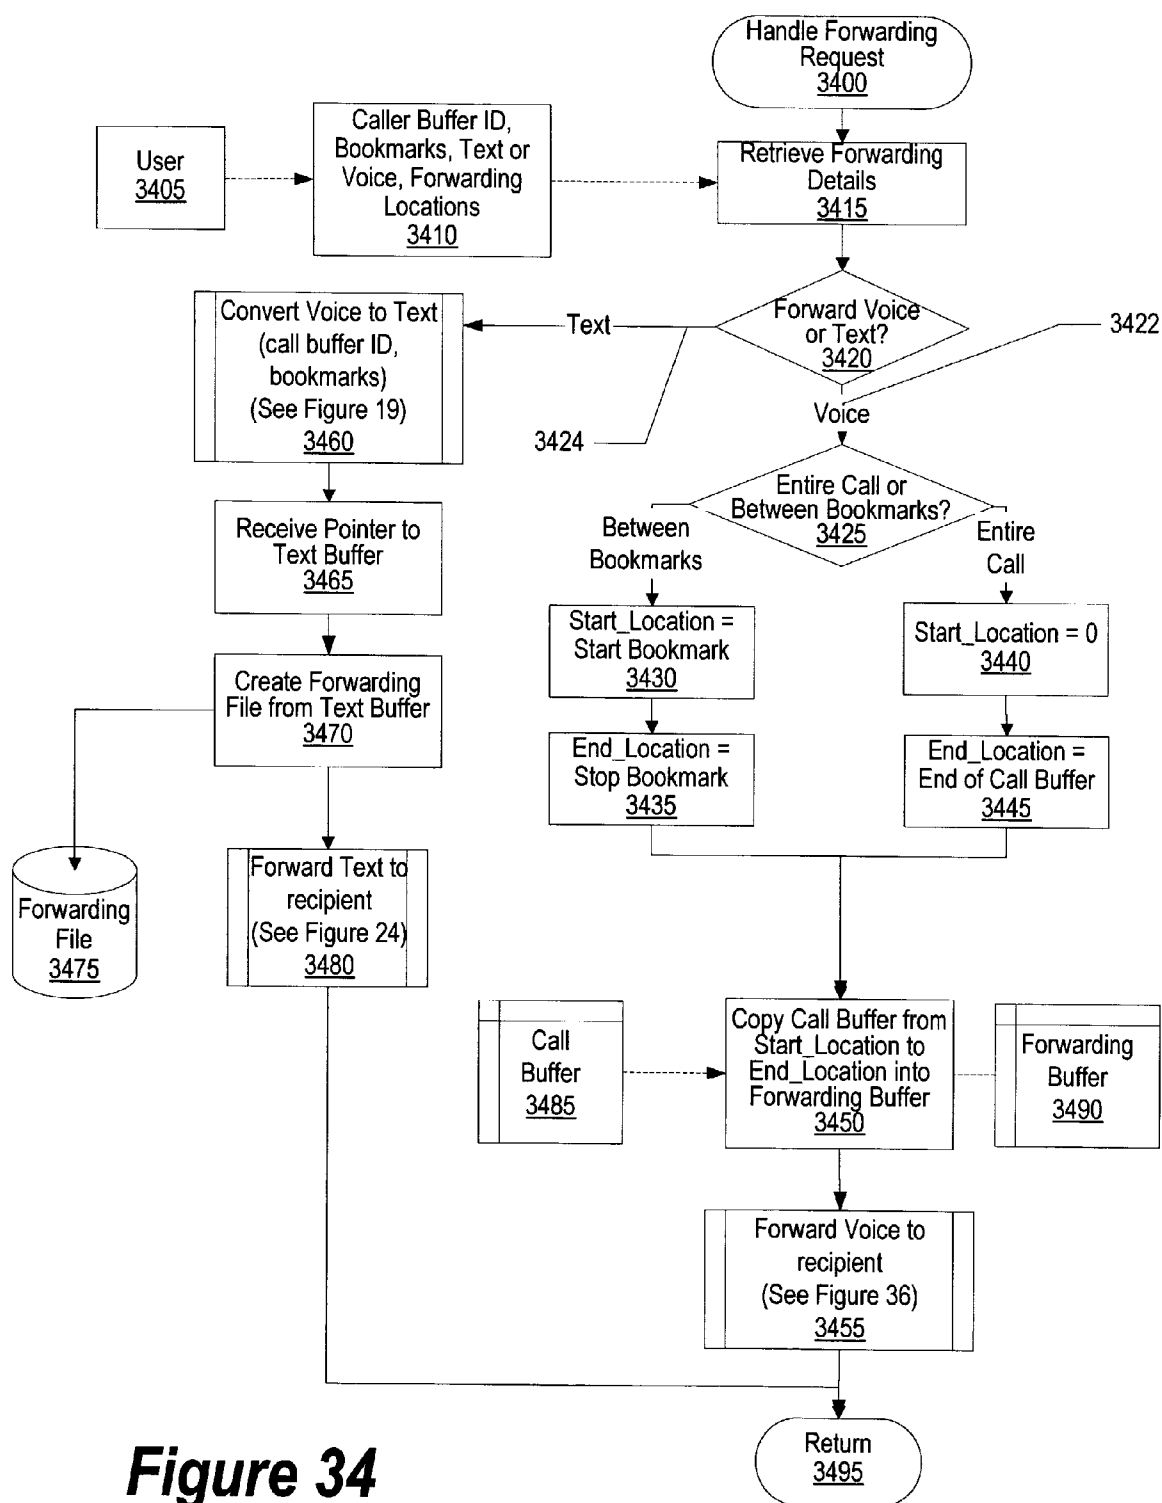 Handle Forwarding
Request
3400
User
3405
Caller Buffer ID,
Bookmarks, Text or
Voice, Forwarding
Locations
3410
Retrieve Forwarding
Details
3415
Forward Voice
or Text?
3420
3422
Text
3424
Voice
Convert Voice to Text
(call buffer ID,
bookmarks)
(See Figure 19)
3460
Entire Call or
Between Bookmarks?
3425
Between
Bookmarks
Entire
Call
Receive Pointer to
Text Buffer
3465
Start_Location =
Start Bookmark
3430
Start_Location = 0
3440
Create Forwarding
File from Text Buffer
3470
End_Location =
Stop Bookmark
3435
End_Location =
End of Call Buffer
3445
Forwarding
File
3475
Forward Text to
recipient
(See Figure 24)
3480
Call
Buffer
3485
Copy Call Buffer from
Start_Location to
End_Location into
Forwarding Buffer
3450
Forwarding
Buffer
3490
Forward Voice to
recipient
(See Figure 36)
3455
Return
3495
Figure 34